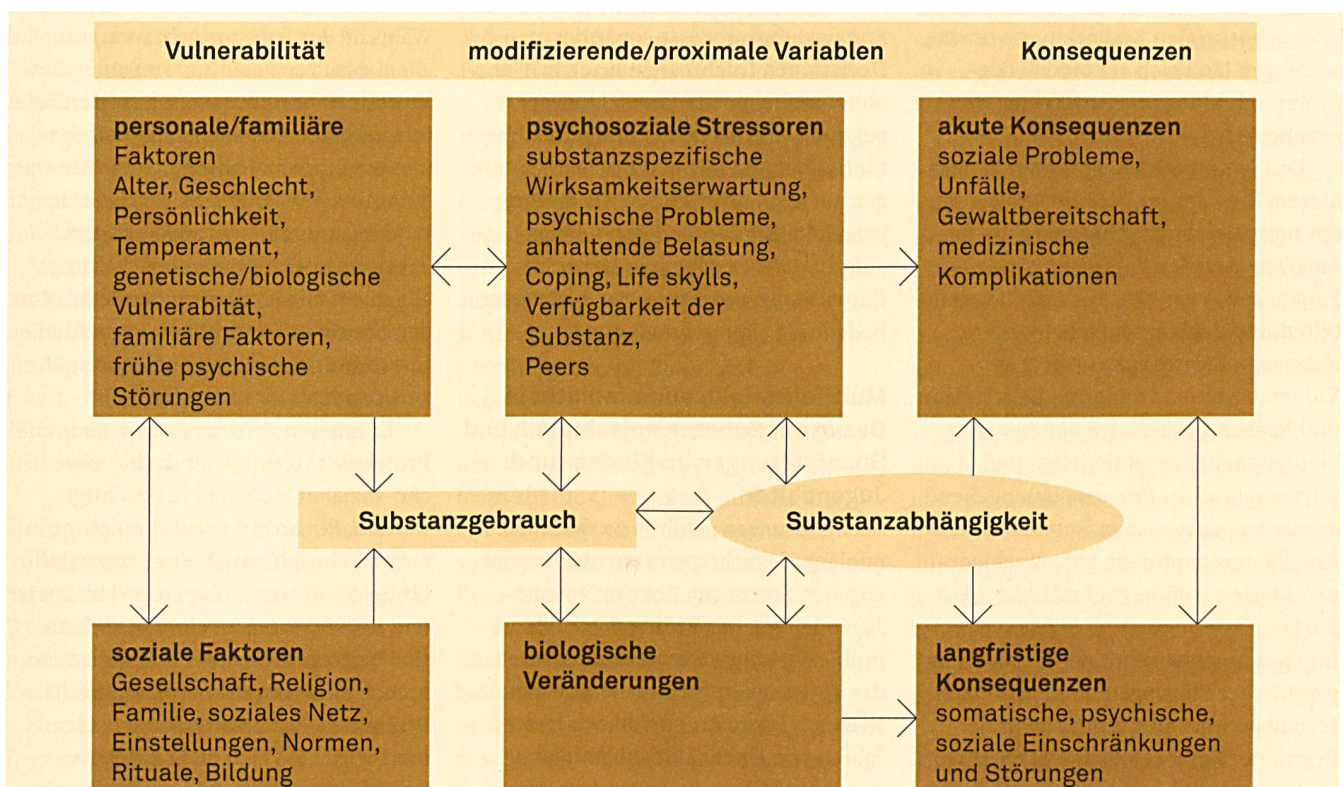 Vulnerabilität
modifizierende/proximale Variablen
Konsequenzen
personale/familiäre
Faktoren
Alter, Geschlecht,
Persönlichkeit,
Temperament,
genetische/biologische
Vulnerabilität,
familiäre Faktoren,
frühe psychische
Störungen
psychosoziale Stressoren
substanzspezifische
Wirksamkeitserwartung,
psychische Probleme,
anhaltende Belasung,
Coping, Life skylls,
Verfügbarkeit der
Substanz,
Peers
akute Konsequenzen
soziale Probleme,
Unfälle,
Gewaltbereitschaft,
medizinische
Komplikationen
Substanzgebrauch
Substanzabhängigkeit
soziale Faktoren
Gesellschaft, Religion,
Familie, soziales Netz,
Einstellungen, Normen,
Rituale, Bildung
biologische
Veränderungen
langfristige
Konsequenzen
somatische, psychische,
soziale Einschränkungen
und Störungen